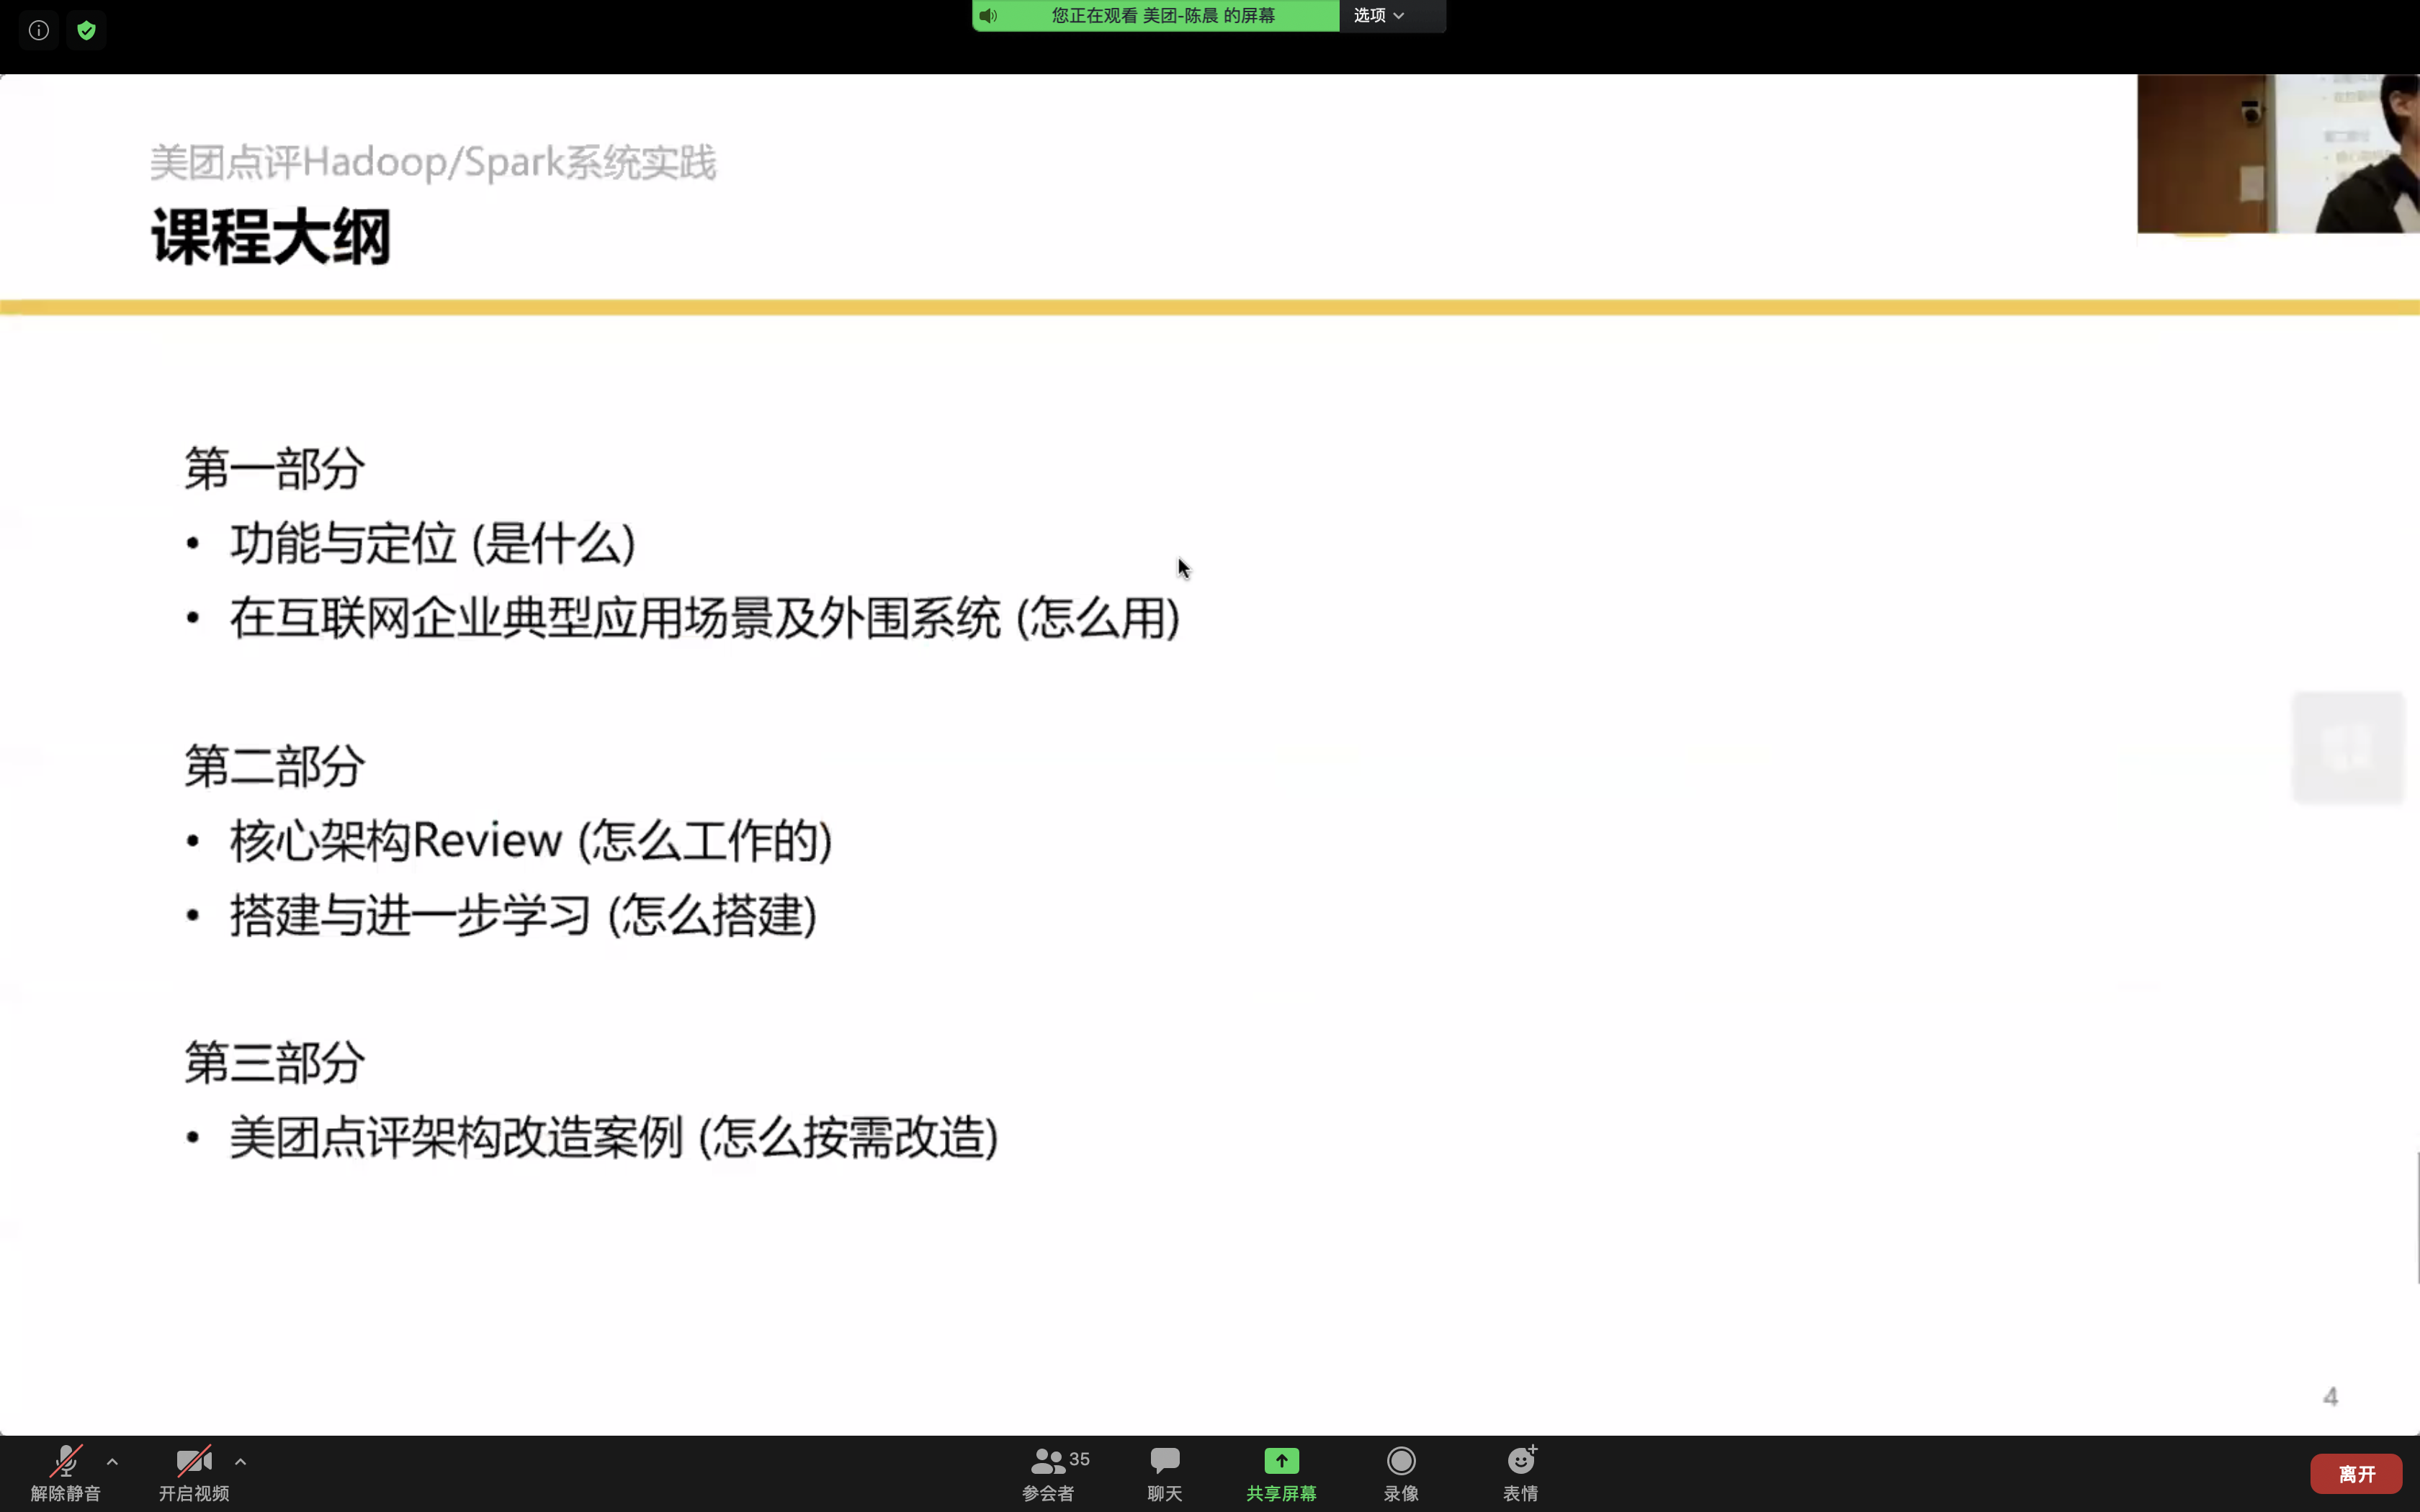 您正在观看 美团-陈晨 的屏幕
选项
美团点评Hadoop/Spark系统实践
课程大纲
第一部分
• 功能与定位 (是什么)
• 在互联网企业典型应用场景及外围系统 (怎么用)
第二部分
• 核心架构Review (怎么工作的)
• 搭建与进一步学习 (怎么搭建)
第三部分
• 美团点评架构改造案例 (怎么按需改造)
4
解除静音
开启视频
35
参会者
聊天
共享屏幕
录像
表情
离开